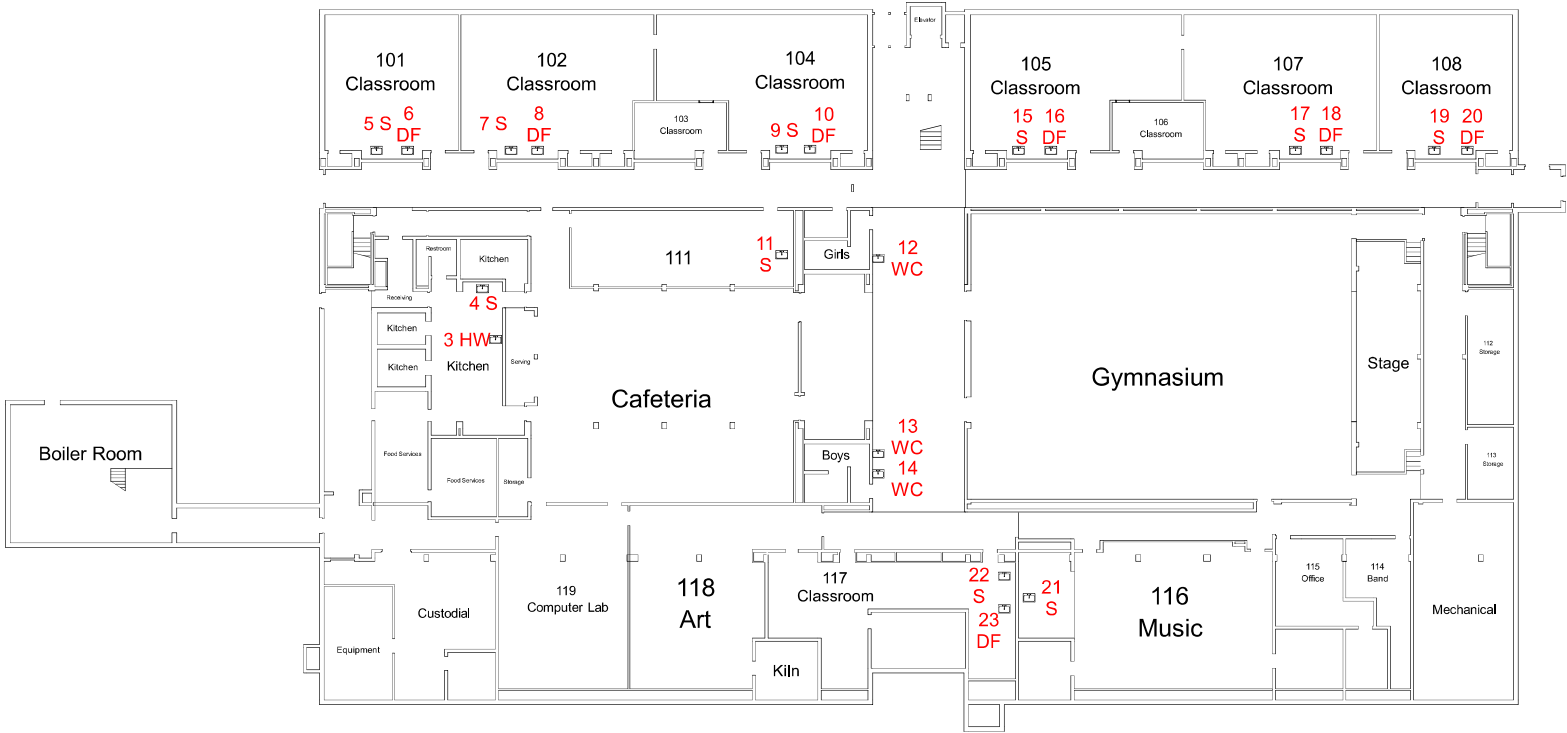 Elevator
101
Classroom
102
Classroom
104
Classroom
105
Classroom
107
Classroom
108
Classroom
5 S
6
DF
7 S
8
DF
103
Classroom
9 S
10
DF
15
S
16
DF
106
Classroom
17
S
18
DF
19
S
20
DF
Restroom
Kitchen
111
11
S
Girls
12
WC
Receiving
4 S
Kitchen
3 HW
Kitchen
Kitchen
Serving
Cafeteria
Gymnasium
Stage
112
Storage
Boiler Room
Food Services
Food Services
Storage
Boys
13
WC
14
WC
113
Storage
119
Computer Lab
118
Art
117
Classroom
22
S
23
DF
21
S
116
Music
115
Office
114
Band
Mechanical
Custodial
Equipment
Kiln